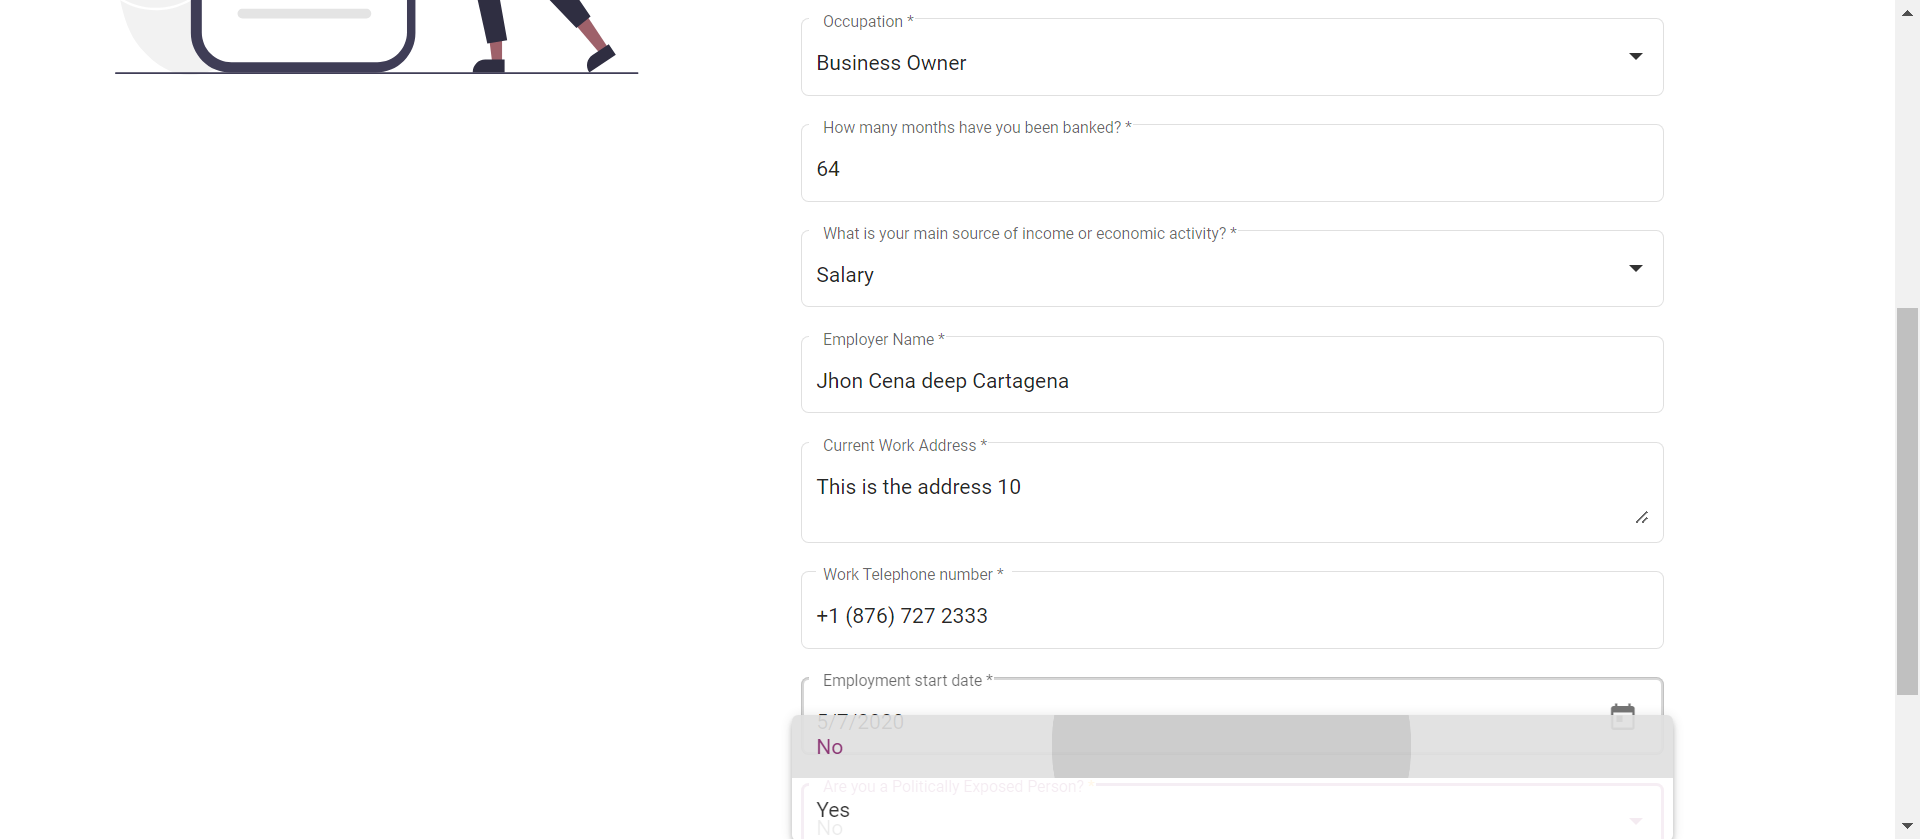 Occupation *
Business Owner
How many months have you been banked? *
64
What is your main source of income or economic activity? *
Salary
Employer Name *
Jhon Cena deep Cartagena
Current Work Address *
This is the address 10
Work Telephone number *
+1 (876) 727 2333
Employment start date *
5/7/2020
No
Are you a Politically Exposed Person? *
Yes
No